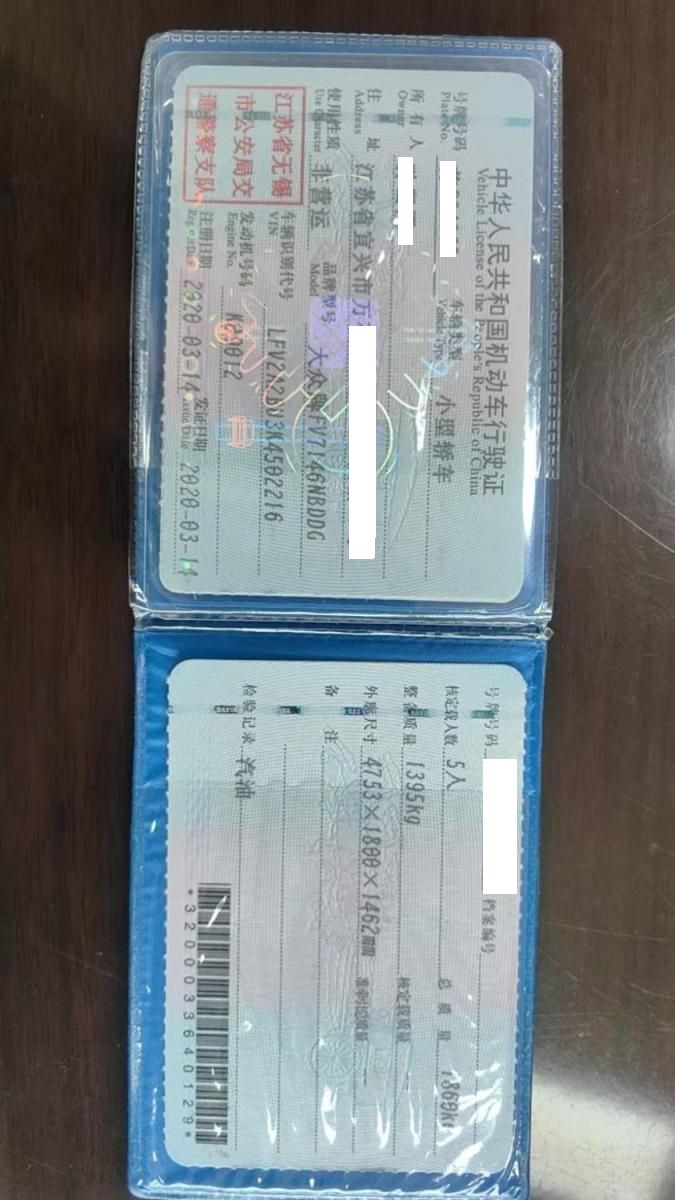 中华人民共和国机动车行驶证
Vehicle License of the People's Republic of China
号牌号码
Plate No.
车辆类型
Vehicle Type
小型轿车
所有人
Owner
住址
Address
江苏省宜兴市万
使用性质
Use Character
非营运
品牌型号
Model
大众牌FV7146NBDDG
江苏省无锡
市公安局交
通警察支队
车辆识别代号
VIN
发动机号码
Engine No.
注册日期
2020-03-14
发证日期
Issue Date
2020-03-14
号牌号码
档案编号
核定载人数 5人
总质量
整备质量 1395kg
核定载质量
外廓尺寸 4753×1800×1462mm
准牵引总质量
备注
检验记录 汽油
*3200033640129*